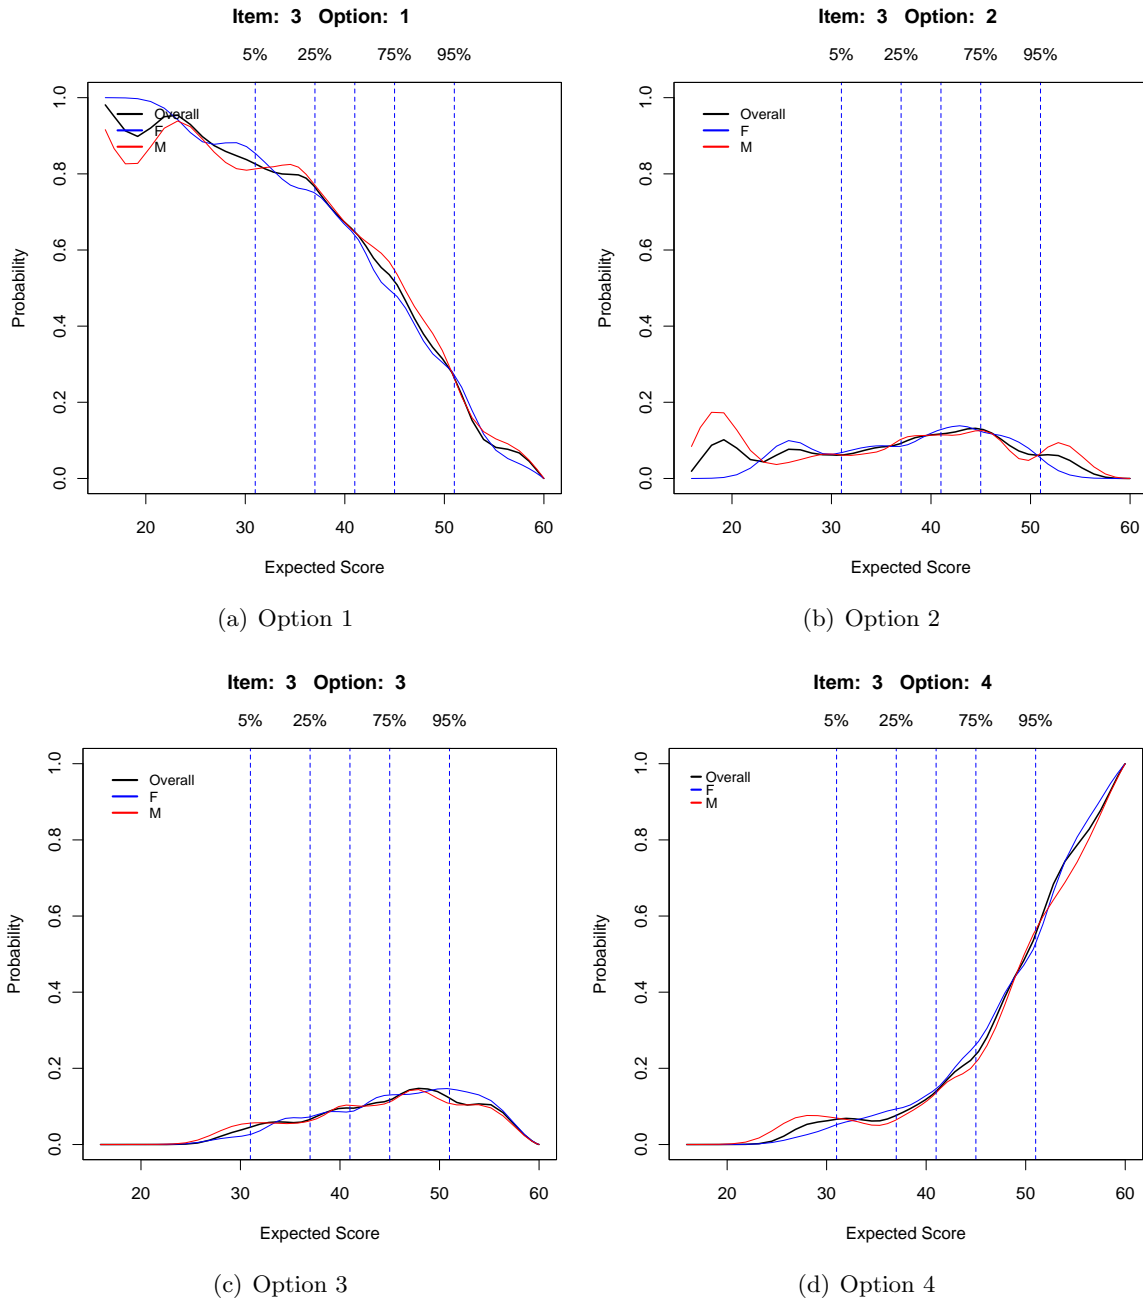 Item: 3 Option: 1
5% 25% 75% 95%
1.0
0.8
0.6
0.4
0.2
0.0
Probability
Overall
F
M
20 30 40 50 60
Expected Score
(a) Option 1
Item: 3 Option: 2
5% 25% 75% 95%
1.0
0.8
0.6
0.4
0.2
0.0
Probability
Overall
F
M
20 30 40 50 60
Expected Score
(b) Option 2
Item: 3 Option: 3
5% 25% 75% 95%
1.0
0.8
0.6
0.4
0.2
0.0
Probability
Overall
F
M
20 30 40 50 60
Expected Score
(c) Option 3
Item: 3 Option: 4
5% 25% 75% 95%
1.0
0.8
0.6
0.4
0.2
0.0
Probability
Overall
F
M
20 30 40 50 60
Expected Score
(d) Option 4